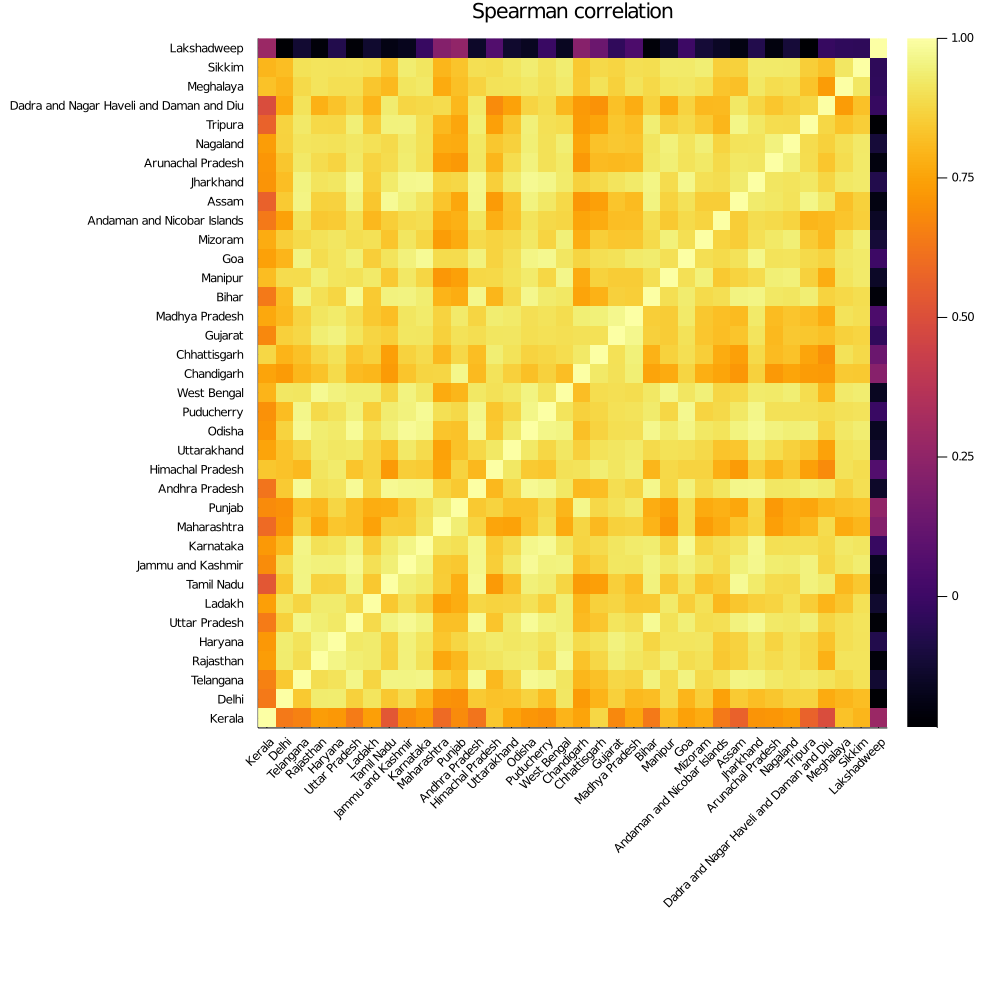 Spearman correlation
Lakshadweep
Sikkim
Meghalaya
Dadra and Nagar Haveli and Daman and Diu
Tripura
Nagaland
Arunachal Pradesh
Jharkhand
Assam
Andaman and Nicobar Islands
Mizoram
Goa
Manipur
Bihar
Madhya Pradesh
Gujarat
Chhattisgarh
Chandigarh
West Bengal
Puducherry
Odisha
Uttarakhand
Himachal Pradesh
Andhra Pradesh
Punjab
Maharashtra
Karnataka
Jammu and Kashmir
Tamil Nadu
Ladakh
Uttar Pradesh
Haryana
Rajasthan
Telangana
Delhi
Kerala
Kerala
Delhi
Telangana
Rajasthan
Haryana
Uttar Pradesh
Ladakh
Tamil Nadu
Jammu and Kashmir
Karnataka
Maharashtra
Punjab
Andhra Pradesh
Himachal Pradesh
Uttarakhand
Odisha
Puducherry
West Bengal
Chandigarh
Chhattisgarh
Gujarat
Madhya Pradesh
Bihar
Manipur
Goa
Mizoram
Andaman and Nicobar Islands
Assam
Jharkhand
Arunachal Pradesh
Nagaland
Tripura
Dadra and Nagar Haveli and Daman and Diu
Meghalaya
Sikkim
Lakshadweep
1.00
0.75
0.50
0.25
0